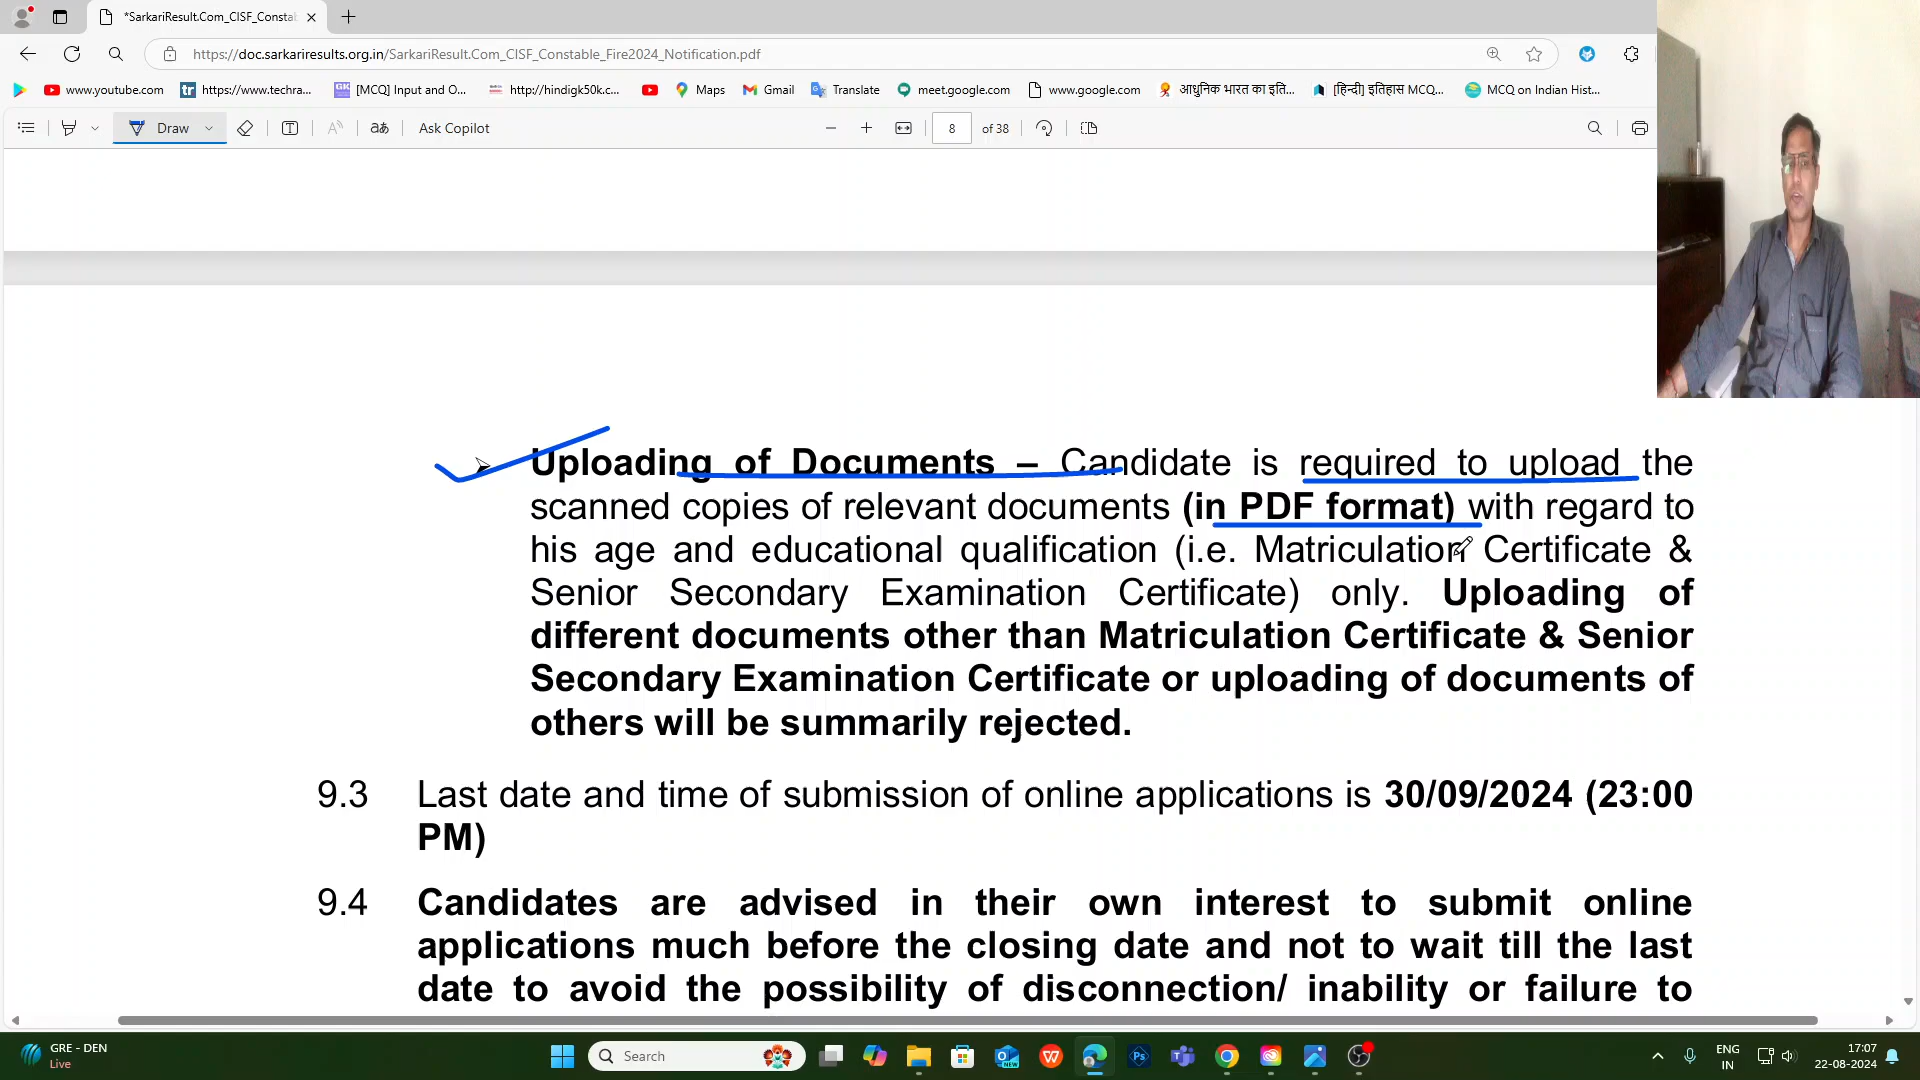 *SarkariResult.Com_CISF_Consta
https://doc.sarkariresults.org.in/SarkariResult.Com_CISF_Constable_Fire2024_Notification.pdf
www.youtube.com https://www.techra... [MCQ] Input and O... http://hindigk50k.c... Maps Gmail Translate meet.google.com www.google.com आधुनिक भारत का इति... [हिन्दी] इतिहास MCQ... MCQ on Indian Hist...
Draw Ask Copilot 8 of 38
Uploading of Documents – Candidate is required to upload the
scanned copies of relevant documents (in PDF format) with regard to
his age and educational qualification (i.e. Matriculation Certificate &
Senior Secondary Examination Certificate) only. Uploading of
different documents other than Matriculation Certificate & Senior
Secondary Examination Certificate or uploading of documents of
others will be summarily rejected.
9.3 Last date and time of submission of online applications is 30/09/2024 (23:00
PM)
9.4 Candidates are advised in their own interest to submit online
applications much before the closing date and not to wait till the last
date to avoid the possibility of disconnection/ inability or failure to
GRE - DEN
Live
Search
ENG
IN
17:07
22-08-2024